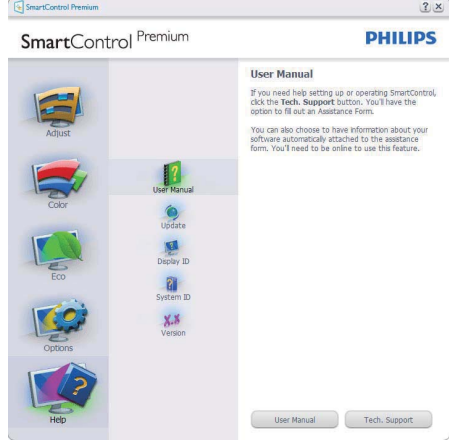 SmartControl Premium
SmartControl Premium
PHILIPS
Adjust
Color
Eco
Options
Help
User Manual
Update
Display ID
System ID
Version
User Manual
If you need help setting up or operating SmartControl,
click the Tech. Support button. You'll have the
option to fill out an Assistance Form.
You can also choose to have information about your
software automatically attached to the assistance
form. You'll need to be online to use this feature.
User Manual
Tech. Support